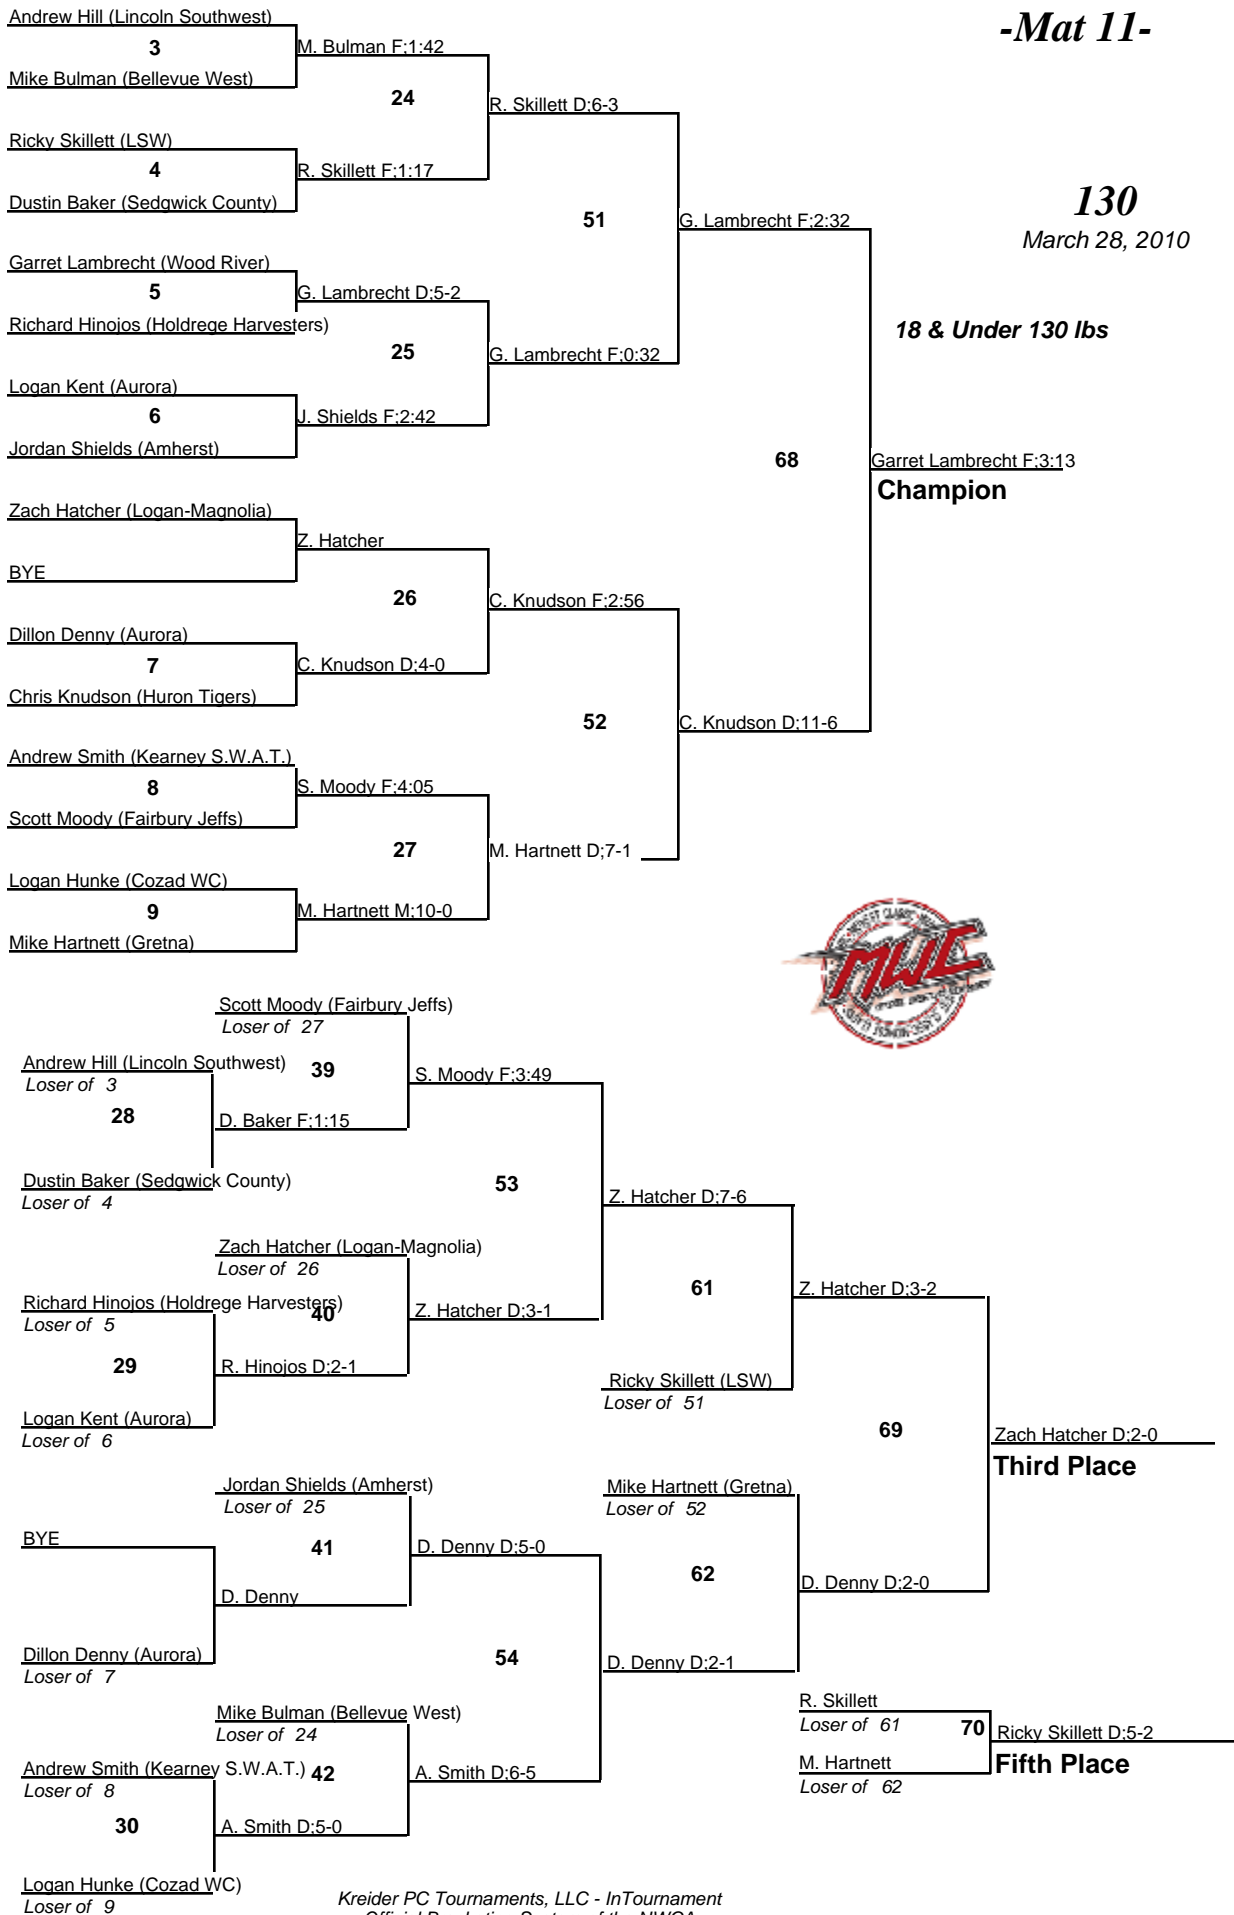 Andrew Hill (Lincoln Southwest)
-Mat 11-
3
M. Bulman F;1:42
Mike Bulman (Bellevue West)
24
R. Skillett D;6-3
Ricky Skillett (LSW)
4
R. Skillett F;1:17
Dustin Baker (Sedgwick County)
130
51
G. Lambrecht F;2:32
March 28, 2010
Garret Lambrecht (Wood River)
5
G. Lambrecht D;5-2
Richard Hinojos (Holdrege Harvesters)
18 & Under 130 lbs
25
G. Lambrecht F;0:32
Logan Kent (Aurora)
6
J. Shields F;2:42
Jordan Shields (Amherst)
68
Garret Lambrecht F;3:13
Champion
Zach Hatcher (Logan-Magnolia)
Z. Hatcher
BYE
26
C. Knudson F;2:56
Dillon Denny (Aurora)
7
C. Knudson D;4-0
Chris Knudson (Huron Tigers)
52
C. Knudson D;11-6
Andrew Smith (Kearney S.W.A.T.)
8
S. Moody F;4:05
Scott Moody (Fairbury Jeffs)
27
M. Hartnett D;7-1
Logan Hunke (Cozad WC)
9
M. Hartnett M;10-0
Mike Hartnett (Gretna)
MWC
Scott Moody (Fairbury Jeffs)
Loser of 27
Andrew Hill (Lincoln Southwest)
39
S. Moody F;3:49
Loser of 3
28
D. Baker F;1:15
Dustin Baker (Sedgwick County)
53
Loser of 4
Z. Hatcher D;7-6
Zach Hatcher (Logan-Magnolia)
Loser of 26
61
Z. Hatcher D;3-2
Richard Hinojos (Holdrege Harvesters)
40
Z. Hatcher D;3-1
Loser of 5
29
R. Hinojos D;2-1
Ricky Skillett (LSW)
Loser of 51
Logan Kent (Aurora)
69
Zach Hatcher D;2-0
Loser of 6
Third Place
Jordan Shields (Amherst)
Mike Hartnett (Gretna)
Loser of 25
Loser of 52
BYE
41
D. Denny D;5-0
62
D. Denny D;2-0
D. Denny
Dillon Denny (Aurora)
54
D. Denny D;2-1
Loser of 7
R. Skillett
Mike Bulman (Bellevue West)
Loser of 61
70
Ricky Skillett D;5-2
Loser of 24
M. Hartnett
Fifth Place
Andrew Smith (Kearney S.W.A.T.)
42
A. Smith D;6-5
Loser of 8
Loser of 62
30
A. Smith D;5-0
Logan Hunke (Cozad WC)
Loser of 9
Kreider PC Tournaments, LLC - InTournament